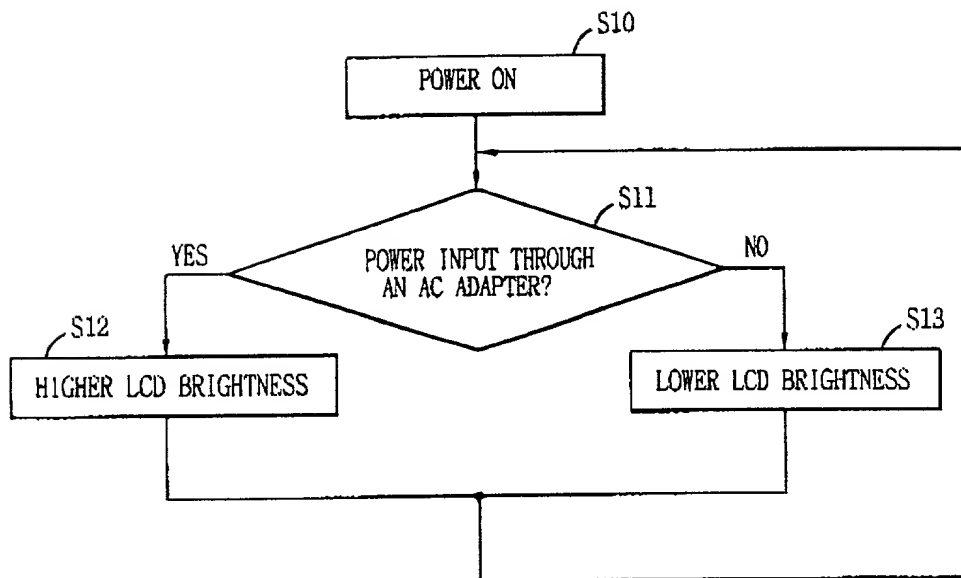 S10
POWER ON
S11
POWER INPUT THROUGH
AN AC ADAPTER?
YES
NO
S12
HIGHER LCD BRIGHTNESS
S13
LOWER LCD BRIGHTNESS